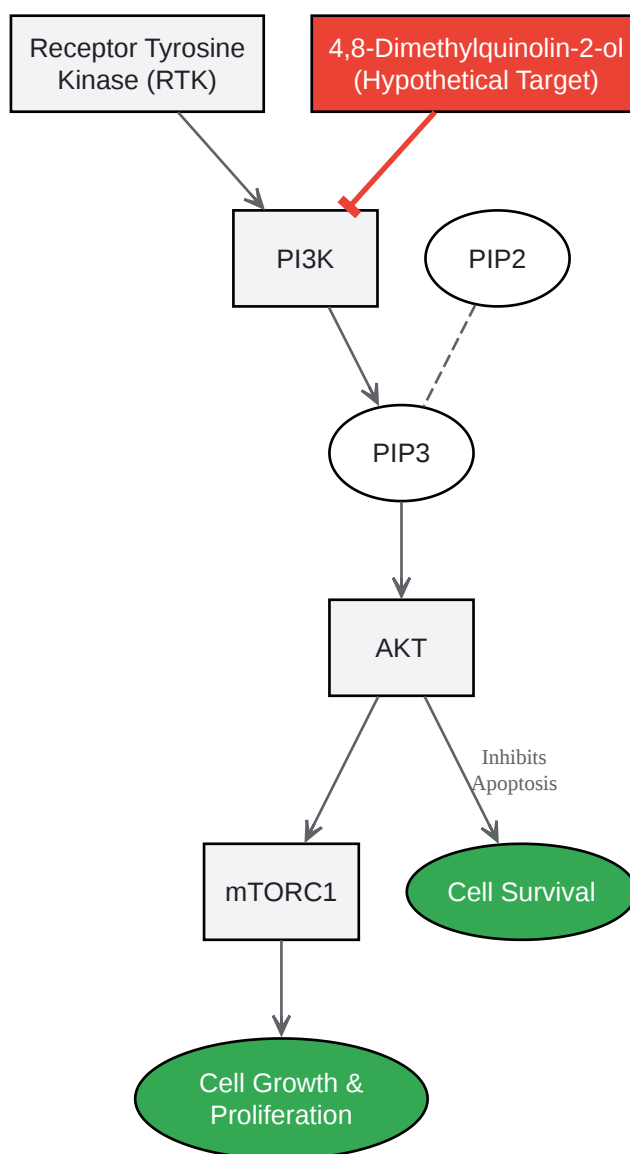 Receptor Tyrosine
Kinase (RTK)
4,8-Dimethylquinolin-2-ol
(Hypothetical Target)
PI3K
PIP2
PIP3
AKT
Inhibits
Apoptosis
mTORC1
Cell Survival
Cell Growth &
Proliferation